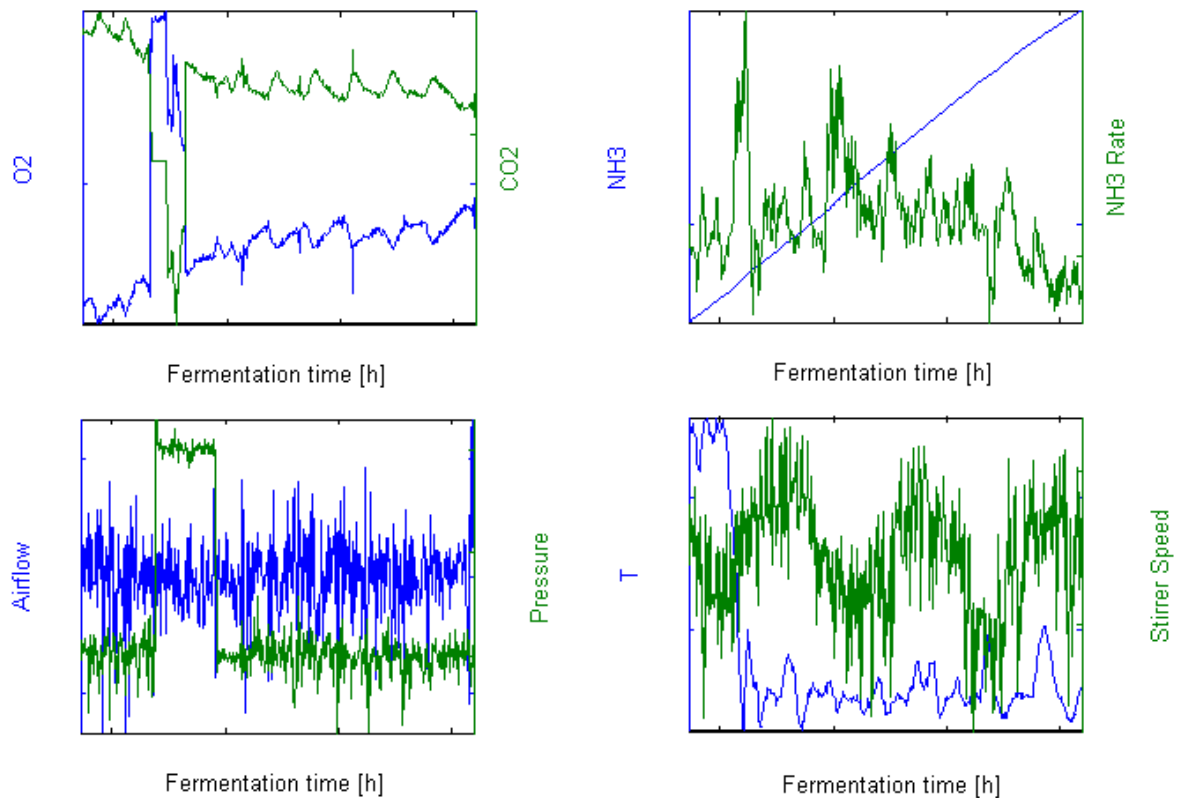 O2
CO2
Fermentation time [h]
NH3
NH3 Rate
Fermentation time [h]
Airflow
Pressure
Fermentation time [h]
T
Stirrer Speed
Fermentation time [h]